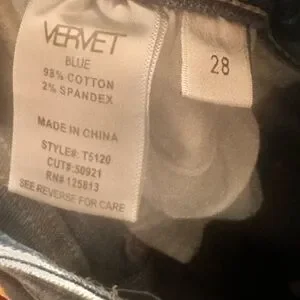 VERVET
BLUE
98% COTTON
2% SPANDEX
MADE IN CHINA
STYLE#: T5120
CUT#:50921
RN# 125813
SEE REVERSE FOR CARE
28